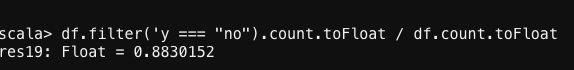 scala> df.filter('y === "no").count.toFloat / df.count.toFloat
res19: Float = 0.8830152